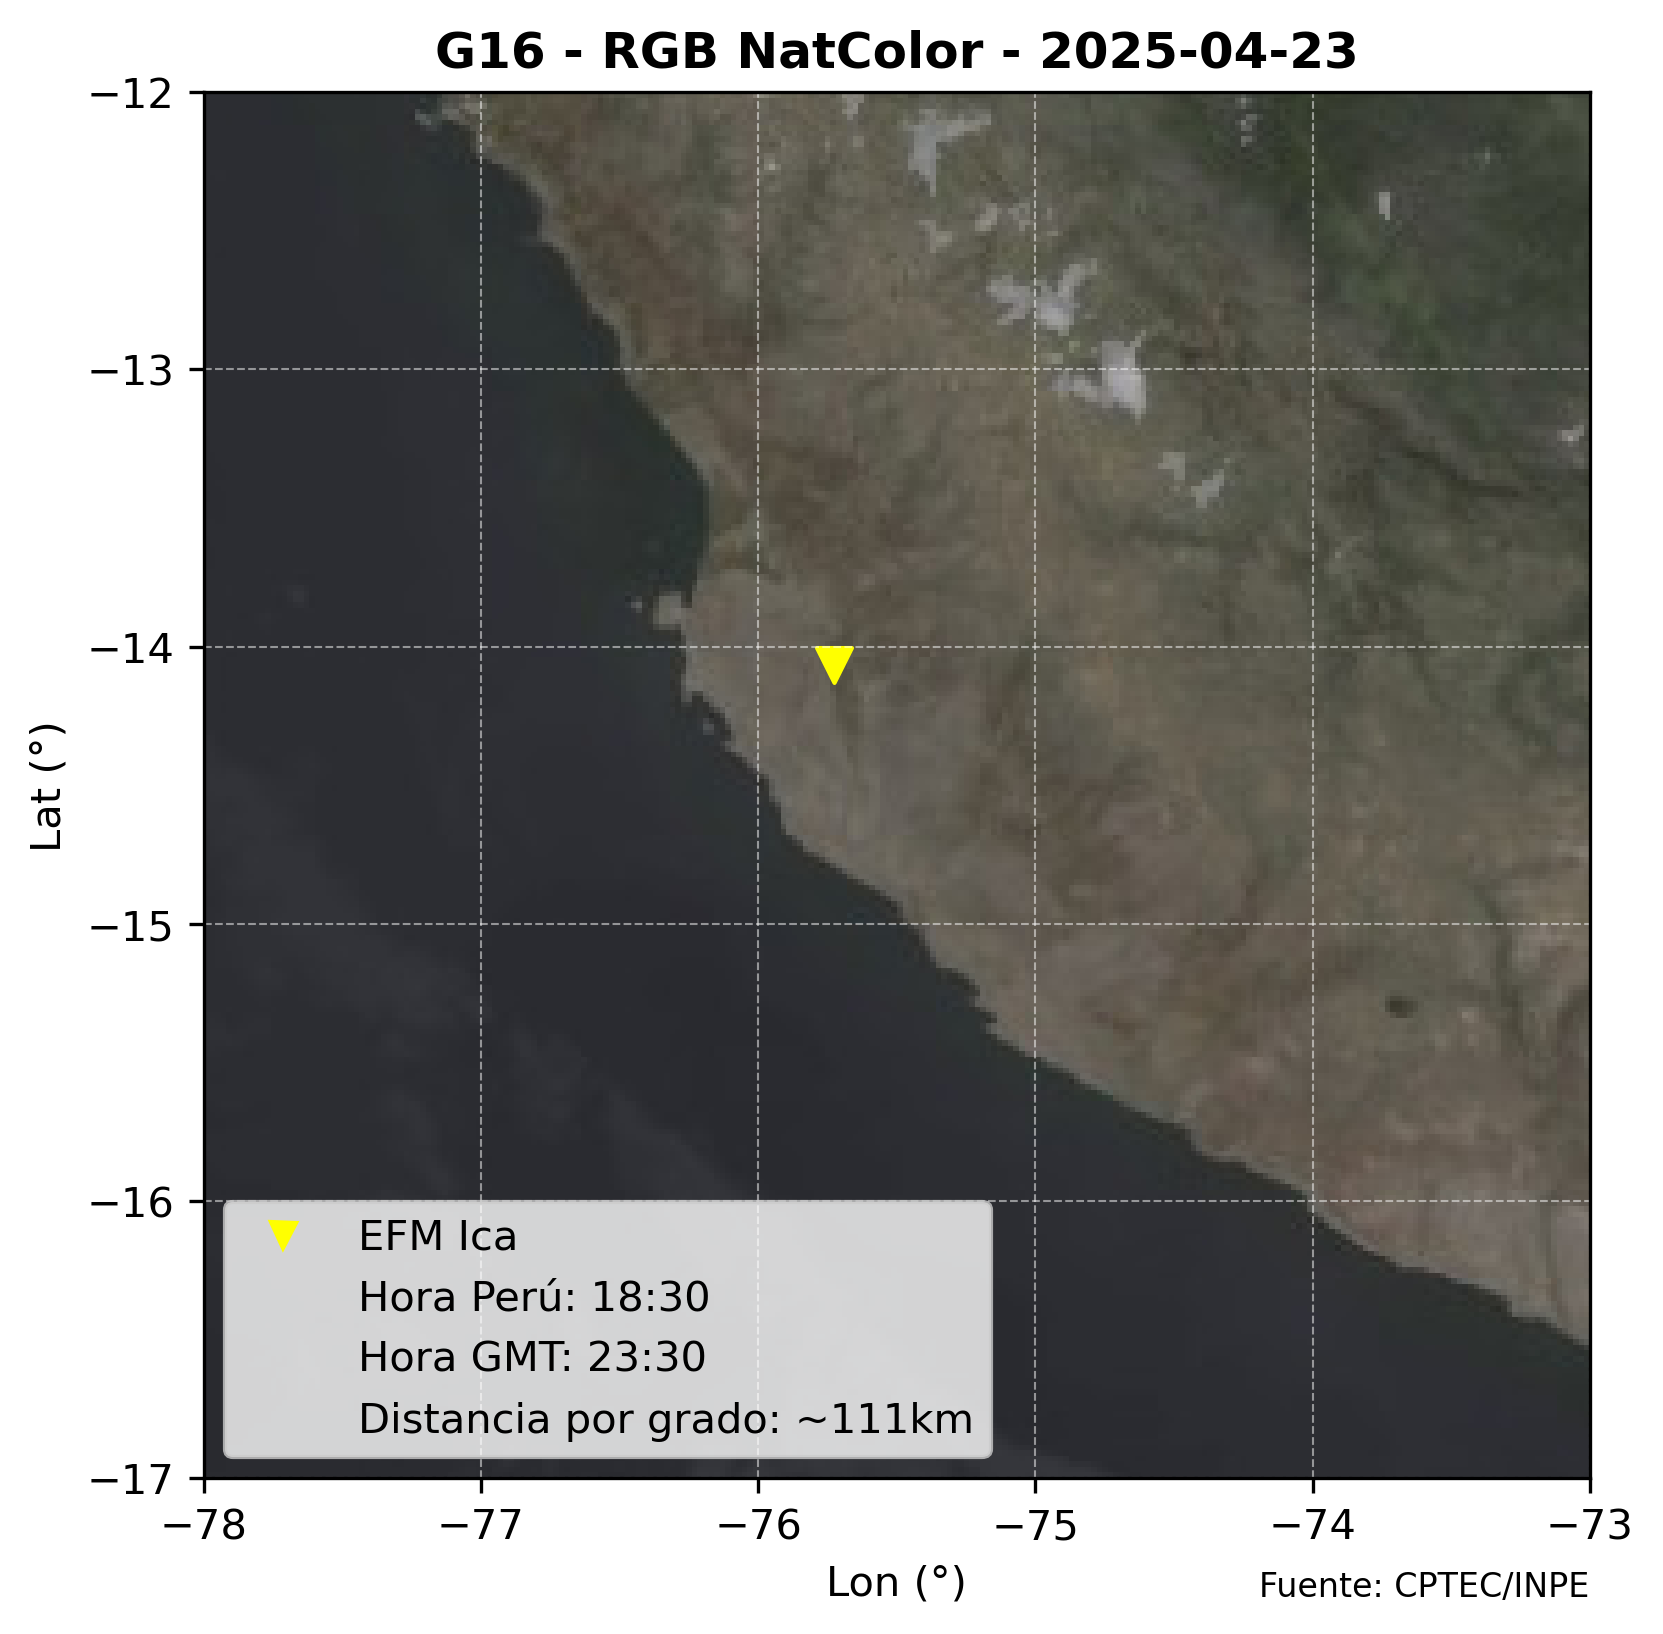 G16 - RGB NatColor - 2025-04-23
−12
−13
−14
−15
−16
−17
Lat (°)
EFM Ica
Hora Perú: 18:30
Hora GMT: 23:30
Distancia por grado: ~111km
−78 −77 −76 −75 −74 −73
Lon (°)
Fuente: CPTEC/INPE